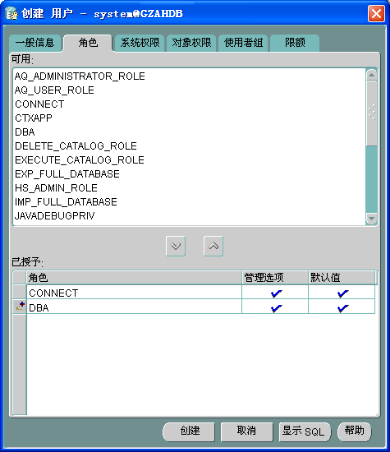 创建 用户 - system@GZAHDB
一般信息 角色 系统权限 对象权限 使用者组 限额
可用:
AQ_ADMINISTRATOR_ROLE
AQ_USER_ROLE
CONNECT
CTXAPP
DBA
DELETE_CATALOG_ROLE
EXECUTE_CATALOG_ROLE
EXP_FULL_DATABASE
HS_ADMIN_ROLE
IMP_FULL_DATABASE
JAVADEBUGPRIV
已授予:
角色 管理选项 默认值
CONNECT
DBA
创建 取消 显示 SQL 帮助